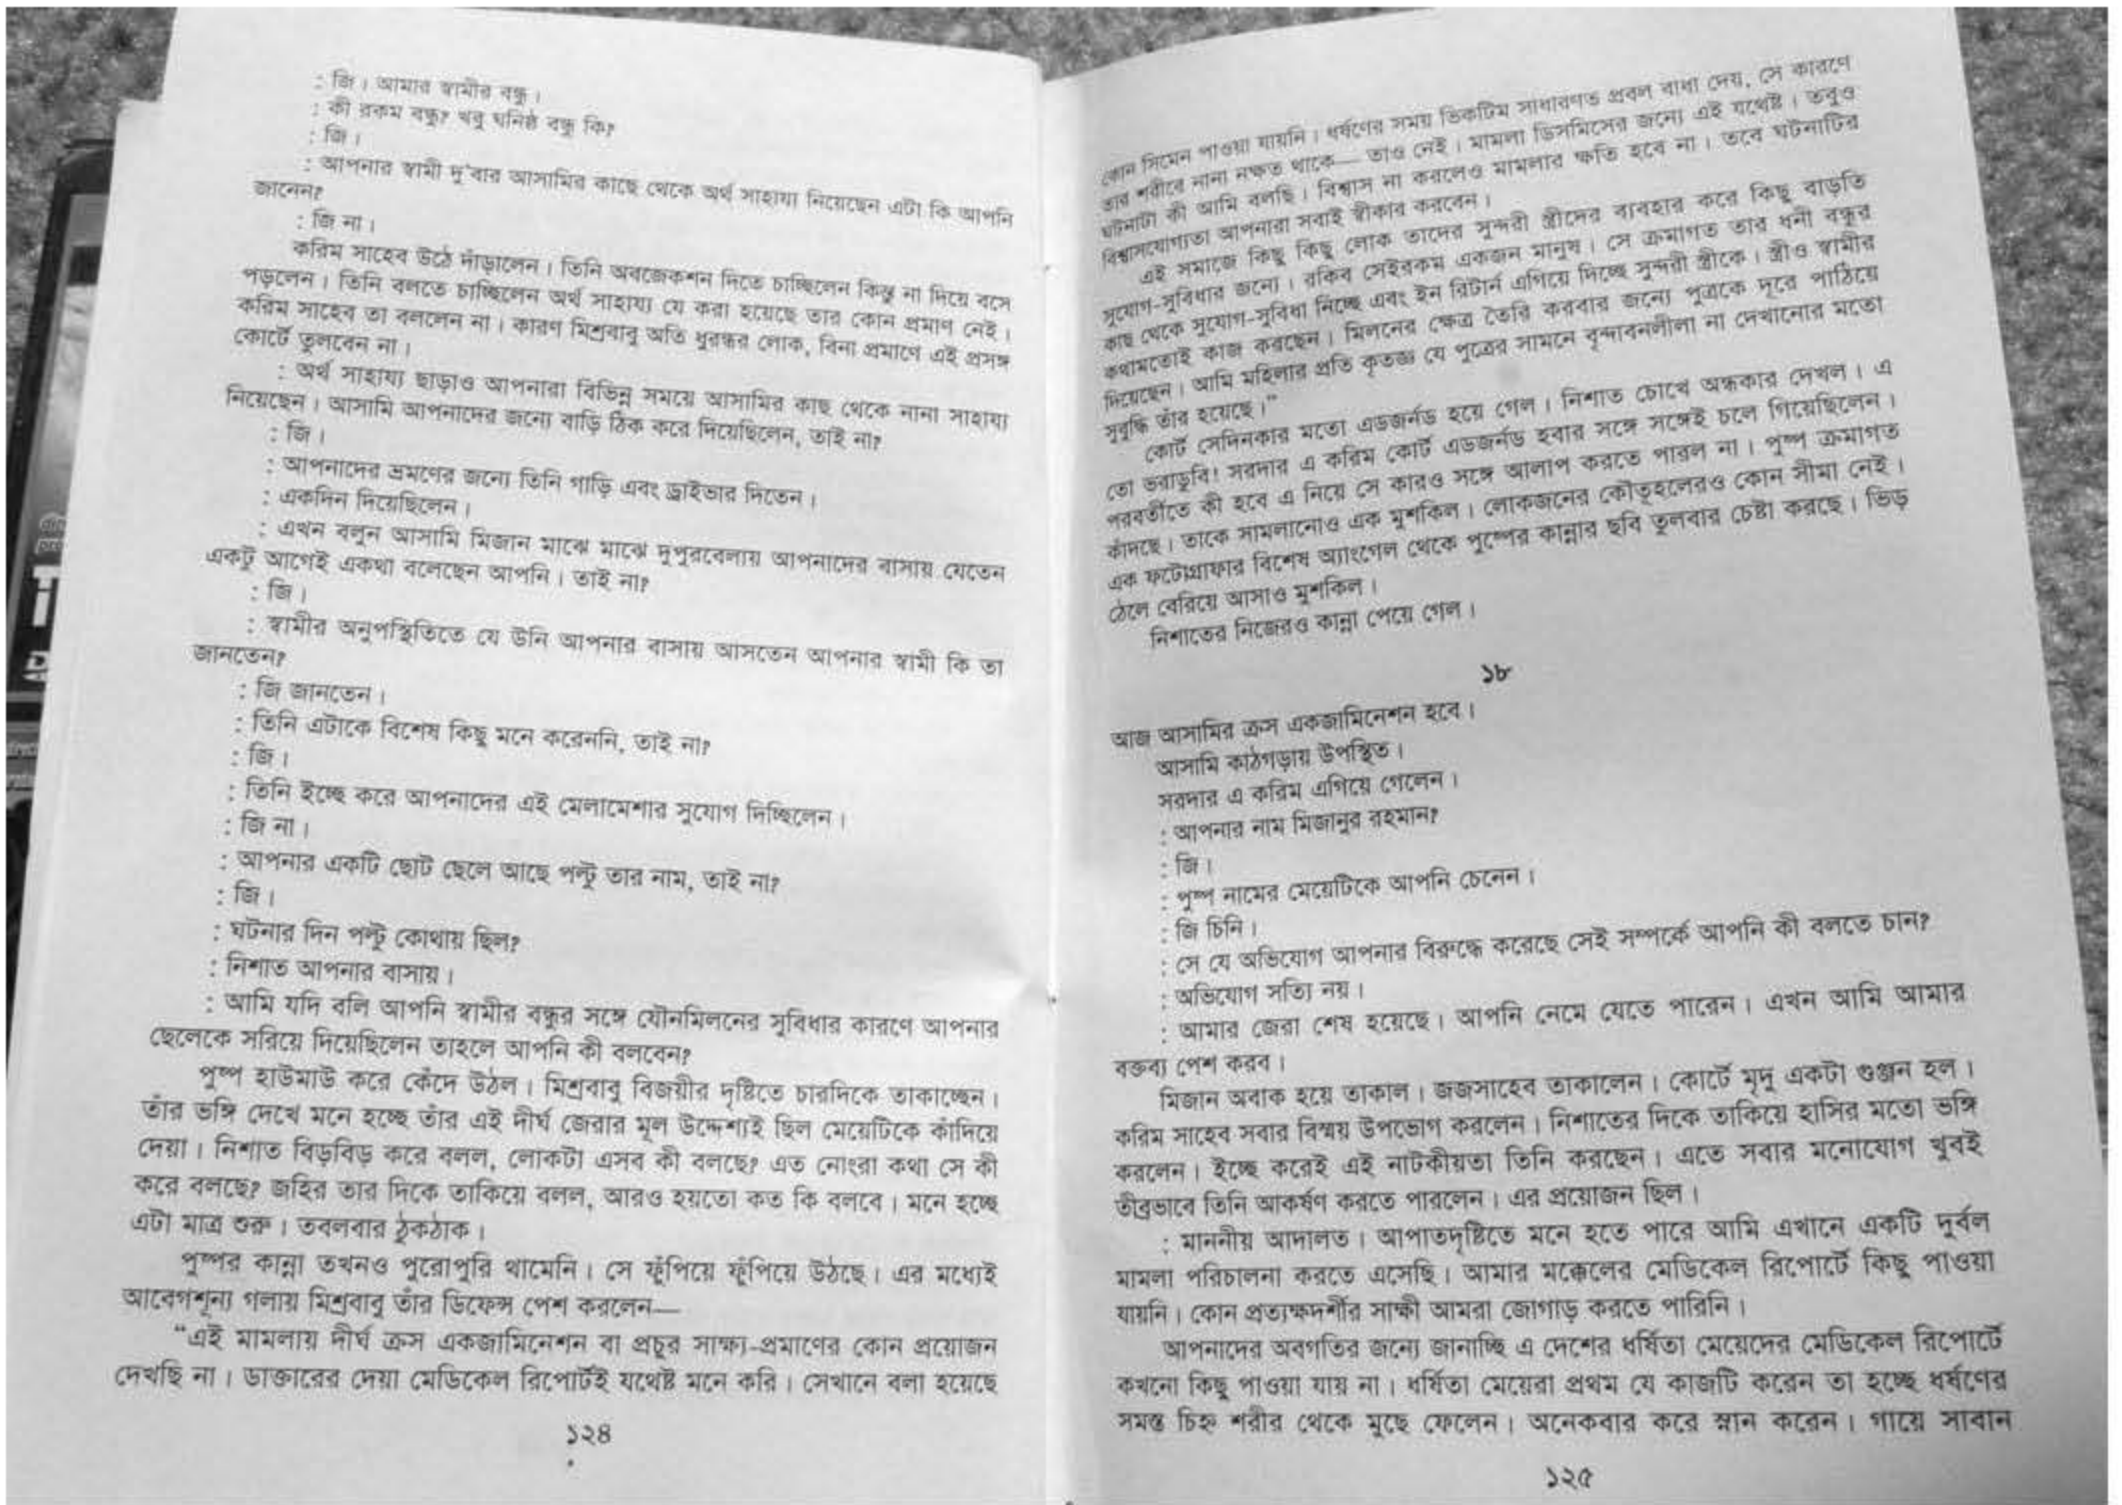 : জি। আমার স্বামীর বন্ধু।
: কী রকম বন্ধু? খবু ঘনিষ্ঠ বন্ধু কি?
: জি।
: আপনার স্বামী দু'বার আসামির কাছে থেকে অর্থ সাহায্য নিয়েছেন এটা কি আপনি
জানেন?
: জি না।
করিম সাহেব উঠে দাঁড়ালেন। তিনি অবজেকশন দিতে চাচ্ছিলেন কিন্তু না দিয়ে বসে
পড়লেন। তিনি বলতে চাচ্ছিলেন অর্থ সাহায্য যে করা হয়েছে তার কোন প্রমাণ নেই।
করিম সাহেব তা বললেন না। কারণ মিশ্রবাবু অতি ধুরন্ধর লোক, বিনা প্রমাণে এই প্রসঙ্গ
কোর্টে তুলবেন না।
: অর্থ সাহায্য ছাড়াও আপনারা বিভিন্ন সময়ে আসামির কাছ থেকে নানা সাহায্য
নিয়েছেন। আসামি আপনাদের জন্যে বাড়ি ঠিক করে দিয়েছিলেন, তাই না?
: জি।
: আপনাদের ভ্রমণের জন্যে তিনি গাড়ি এবং ড্রাইভার দিতেন।
: একদিন দিয়েছিলেন।
: এখন বলুন আসামি মিজান মাঝে মাঝে দুপুরবেলায় আপনাদের বাসায় যেতেন
একটু আগেই একথা বলেছেন আপনি। তাই না?
: জি।
: স্বামীর অনুপস্থিতিতে যে উনি আপনার বাসায় আসতেন আপনার স্বামী কি তা
জানতেন?
: জি জানতেন।
: তিনি এটাকে বিশেষ কিছু মনে করেননি, তাই না?
: জি।
: তিনি ইচ্ছে করে আপনাদের এই মেলামেশার সুযোগ দিচ্ছিলেন।
: জি না।
: আপনার একটি ছোট ছেলে আছে পল্টু তার নাম, তাই না?
: জি।
: ঘটনার দিন পল্টু কোথায় ছিল?
: নিশাত আপনার বাসায়।
: আমি যদি বলি আপনি স্বামীর বন্ধুর সঙ্গে যৌনমিলনের সুবিধার কারণে আপনার
ছেলেকে সরিয়ে দিয়েছিলেন তাহলে আপনি কী বলবেন?
পুষ্প হাউমাউ করে কেঁদে উঠল। মিশ্রবাবু বিজয়ীর দৃষ্টিতে চারদিকে তাকাচ্ছেন।
তাঁর ভঙ্গি দেখে মনে হচ্ছে তাঁর এই দীর্ঘ জেরার মূল উদ্দেশ্যই ছিল মেয়েটিকে কাঁদিয়ে
দেয়া। নিশাত বিড়বিড় করে বলল, লোকটা এসব কী বলছে? এত নোংরা কথা সে কী
করে বলছে? জহির তার দিকে তাকিয়ে বলল, আরও হয়তো কত কি বলবে। মনে হচ্ছে
এটা মাত্র শুরু। তবলবার ঠুকঠাক।
পুষ্পর কান্না তখনও পুরোপুরি থামেনি। সে ফুঁপিয়ে ফুঁপিয়ে উঠছে। এর মধ্যেই
আবেগশূন্য গলায় মিশ্রবাবু তাঁর ডিফেন্স পেশ করলেন—
“এই মামলায় দীর্ঘ ক্রস একজামিনেশন বা প্রচুর সাক্ষ্য-প্রমাণের কোন প্রয়োজন
দেখছি না। ডাক্তারের দেয়া মেডিকেল রিপোর্টই যথেষ্ট মনে করি। সেখানে বলা হয়েছে
১২৪
কোন সিমেন পাওয়া যায়নি। ধর্ষণের সময় ভিকটিম সাধারণত প্রবল বাধা দেয়, সে কারণে
তার শরীরে নানা নক্ষত থাকে— তাও নেই। মামলা ডিসমিসের জন্যে এই যথেষ্ট। তবুও
ঘটনাটা কী আমি বলছি। বিশ্বাস না করলেও মামলার ক্ষতি হবে না। তবে ঘটনাটির
বিশ্বাসযোগ্যতা আপনারা সবাই স্বীকার করবেন।
এই সমাজে কিছু কিছু লোক তাদের সুন্দরী স্ত্রীদের ব্যবহার করে কিছু বাড়তি
সুযোগ-সুবিধার জন্যে। রকিব সেইরকম একজন মানুষ। সে ক্রমাগত তার ধনী বন্ধুর
কাছ থেকে সুযোগ-সুবিধা নিচ্ছে এবং ইন রিটার্ন এগিয়ে দিচ্ছে সুন্দরী স্ত্রীকে। স্ত্রীও স্বামীর
কথামতোই কাজ করছেন। মিলনের ক্ষেত্র তৈরি করবার জন্যে পুত্রকে দূরে পাঠিয়ে
দিয়েছেন। আমি মহিলার প্রতি কৃতজ্ঞ যে পুত্রের সামনে বৃন্দাবনলীলা না দেখানোর মতো
সুবুদ্ধি তাঁর হয়েছে।”
কোর্ট সেদিনকার মতো এডজর্নড হয়ে গেল। নিশাত চোখে অন্ধকার দেখল। এ
তো ভরাডুবি! সরদার এ করিম কোর্ট এডজর্নড হবার সঙ্গে সঙ্গেই চলে গিয়েছিলেন।
পরবর্তীতে কী হবে এ নিয়ে সে কারও সঙ্গে আলাপ করতে পারল না। পুষ্প ক্রমাগত
কাঁদছে। তাকে সামলানোও এক মুশকিল। লোকজনের কৌতূহলেরও কোন সীমা নেই।
এক ফটোগ্রাফার বিশেষ অ্যাংগেল থেকে পুষ্পের কান্নার ছবি তুলবার চেষ্টা করছে। ভিড়
ঠেলে বেরিয়ে আসাও মুশকিল।
নিশাতের নিজেরও কান্না পেয়ে গেল।
১৮
আজ আসামির ক্রস একজামিনেশন হবে।
আসামি কাঠগড়ায় উপস্থিত।
সরদার এ করিম এগিয়ে গেলেন।
: আপনার নাম মিজানুর রহমান?
: জি।
: পুষ্প নামের মেয়েটিকে আপনি চেনেন।
: জি চিনি।
: সে যে অভিযোগ আপনার বিরুদ্ধে করেছে সেই সম্পর্কে আপনি কী বলতে চান?
: অভিযোগ সত্যি নয়।
: আমার জেরা শেষ হয়েছে। আপনি নেমে যেতে পারেন। এখন আমি আমার
বক্তব্য পেশ করব।
মিজান অবাক হয়ে তাকাল। জজসাহেব তাকালেন। কোর্টে মৃদু একটা গুঞ্জন হল।
করিম সাহেব সবার বিস্ময় উপভোগ করলেন। নিশাতের দিকে তাকিয়ে হাসির মতো ভঙ্গি
করলেন। ইচ্ছে করেই এই নাটকীয়তা তিনি করছেন। এতে সবার মনোযোগ খুবই
তীব্রভাবে তিনি আকর্ষণ করতে পারলেন। এর প্রয়োজন ছিল।
: মাননীয় আদালত। আপাতদৃষ্টিতে মনে হতে পারে আমি এখানে একটি দুর্বল
মামলা পরিচালনা করতে এসেছি। আমার মক্কেলের মেডিকেল রিপোর্টে কিছু পাওয়া
যায়নি। কোন প্রত্যক্ষদর্শীর সাক্ষী আমরা জোগাড় করতে পারিনি।
আপনাদের অবগতির জন্যে জানাচ্ছি এ দেশের ধর্ষিতা মেয়েদের মেডিকেল রিপোর্টে
কখনো কিছু পাওয়া যায় না। ধর্ষিতা মেয়েরা প্রথম যে কাজটি করেন তা হচ্ছে ধর্ষণের
সমস্ত চিহ্ন শরীর থেকে মুছে ফেলেন। অনেকবার করে স্নান করেন। গায়ে সাবান
১২৫